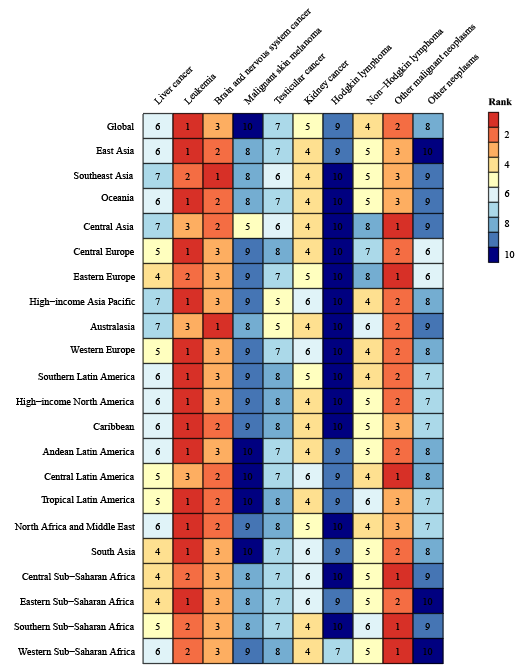 Liver cancer
Leukemia
Brain and nervous system cancer
Malignant skin melanoma
Testicular cancer
Kidney cancer
Hodgkin lymphoma
Non−Hodgkin lymphoma
Other malignant neoplasms
Other neoplasms
Rank
2
4
6
8
10
Global 6 1 3 10 7 5 9 4 2 8
East Asia 6 1 2 8 7 4 9 5 3 10
Southeast Asia 7 2 1 8 6 4 10 5 3 9
Oceania 6 1 2 8 7 4 10 5 3 9
Central Asia 7 3 2 5 6 4 10 8 1 9
Central Europe 5 1 3 9 8 4 10 7 2 6
Eastern Europe 4 2 3 9 7 5 10 8 1 6
High−income Asia Pacific 7 1 3 9 5 6 10 4 2 8
Australasia 7 3 1 8 5 4 10 6 2 9
Western Europe 5 1 3 9 7 6 10 4 2 8
Southern Latin America 6 1 3 9 8 5 10 4 2 7
High−income North America 6 1 3 9 8 4 10 5 2 7
Caribbean 6 1 2 9 8 4 10 5 3 7
Andean Latin America 6 1 3 10 7 4 9 5 2 8
Central Latin America 5 3 2 10 7 6 9 4 1 8
Tropical Latin America 5 1 2 10 8 4 9 6 3 7
North Africa and Middle East 6 1 2 9 8 5 10 4 3 7
South Asia 4 1 3 10 7 6 9 5 2 8
Central Sub−Saharan Africa 4 2 3 8 7 6 10 5 1 9
Eastern Sub−Saharan Africa 4 1 3 8 7 6 9 5 2 10
Southern Sub−Saharan Africa 5 2 3 8 7 4 10 6 1 9
Western Sub−Saharan Africa 6 2 3 9 8 4 7 5 1 10